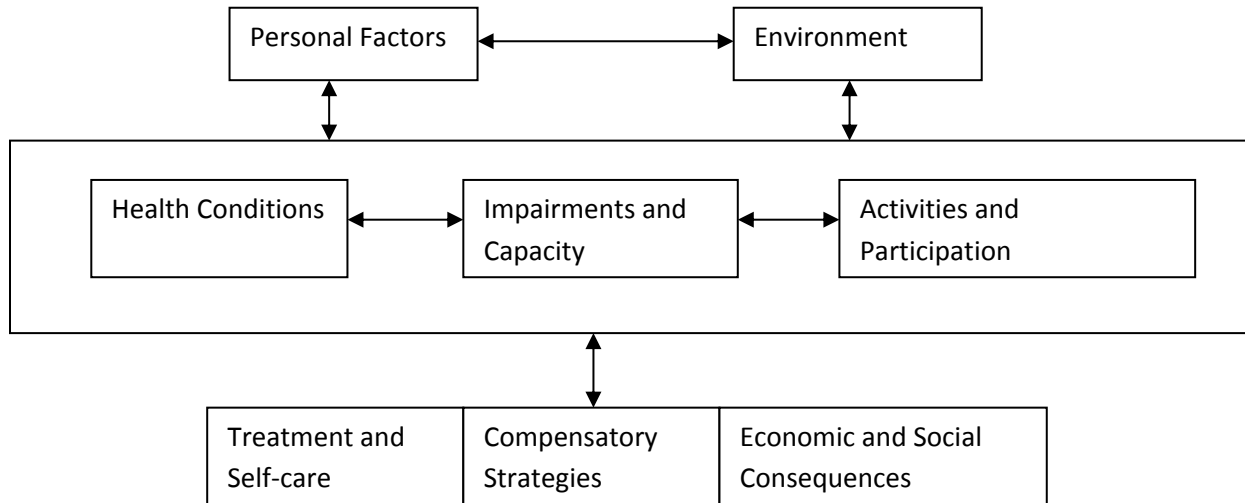 Personal Factors
Environment
Health Conditions
Impairments and
Capacity
Activities and
Participation
Treatment and
Self-care
Compensatory
Strategies
Economic and Social
Consequences